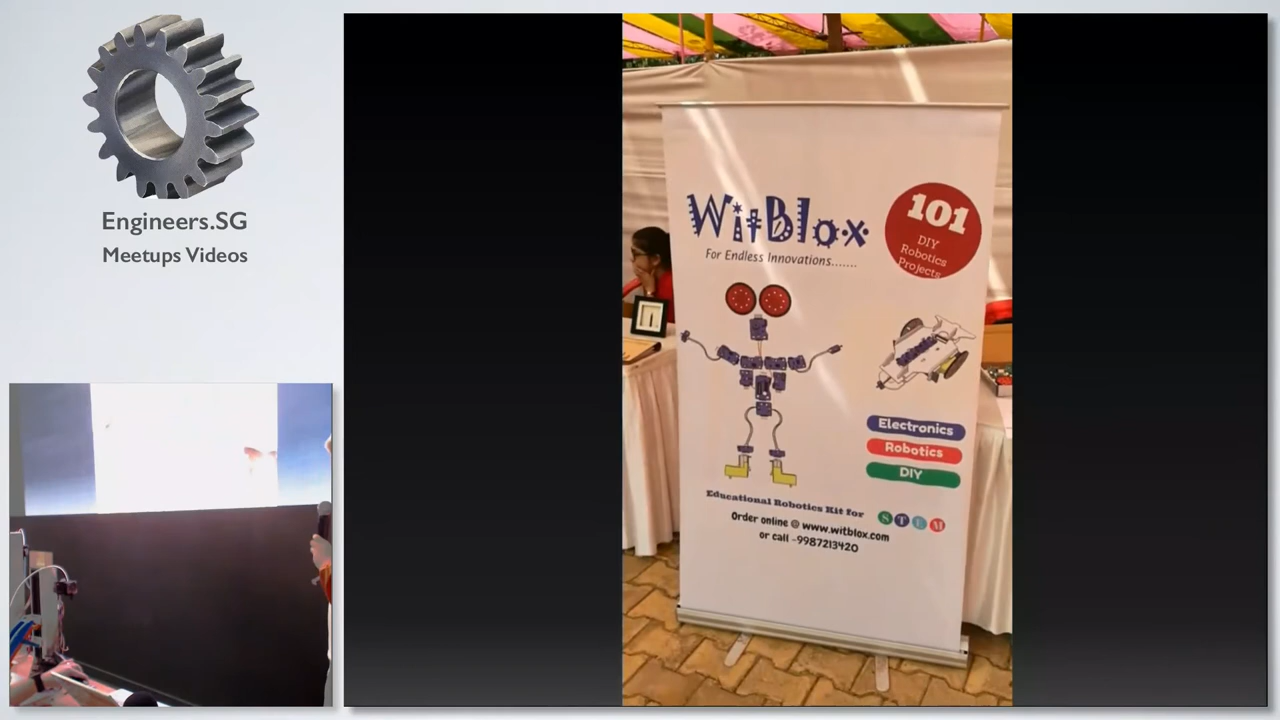 Engineers.SG
Meetups Videos
WitBlox
For Endless Innovations.......
101
DIY
Robotics
Projects
Electronics
Robotics
DIY
Educational Robotics Kit for STEM
Order online @ www.witblox.com
or call -9987213420